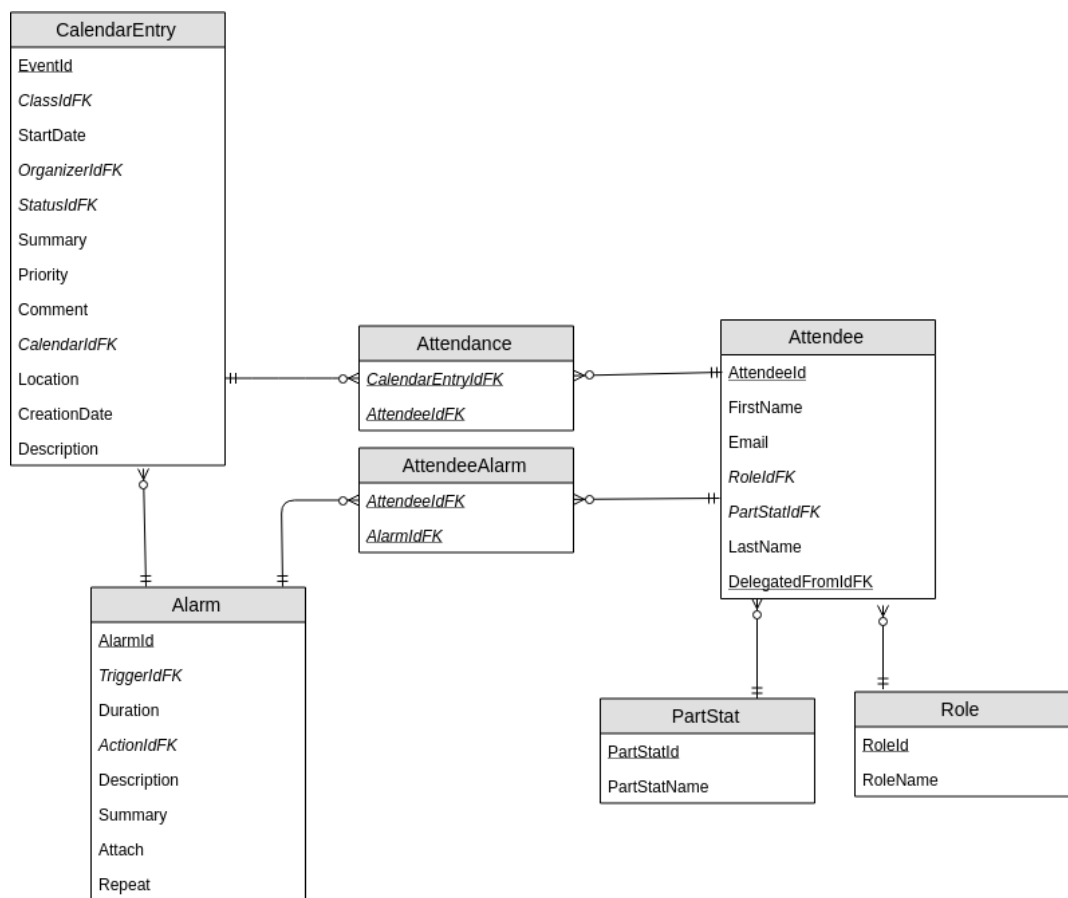 CalendarEntry
EventId
ClassIdFK
StartDate
OrganizerIdFK
StatusIdFK
Summary
Priority
Comment
CalendarIdFK
Location
CreationDate
Description
Attendance
CalendarEntryIdFK
AttendeeIdFK
AttendeeAlarm
AttendeeIdFK
AlarmIdFK
Attendee
AttendeeId
FirstName
Email
RoleIdFK
PartStatIdFK
LastName
DelegatedFromIdFK
Alarm
AlarmId
TriggerIdFK
Duration
ActionIdFK
Description
Summary
Attach
Repeat
PartStat
PartStatId
PartStatName
Role
RoleId
RoleName